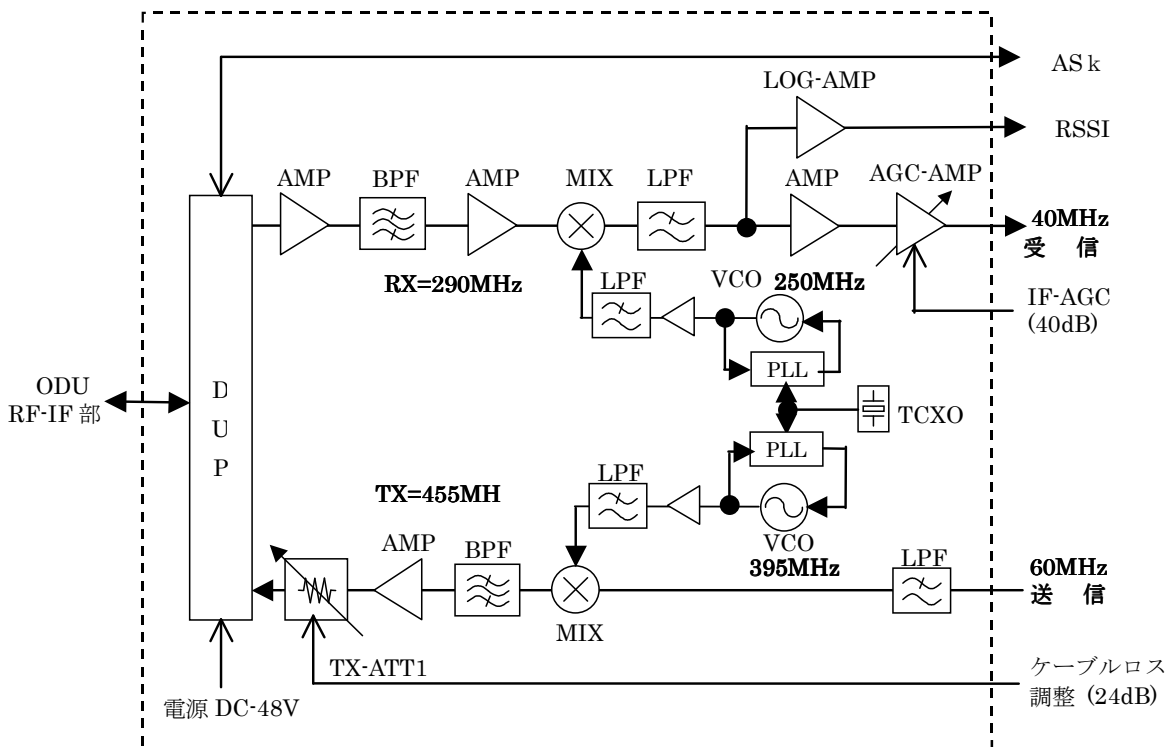 ASk
LOG-AMP
RSSI
AMP
BPF
AMP
MIX
LPF
AMP
AGC-AMP
40MHz
受 信
RX=290MHz
LPF
VCO
250MHz
IF-AGC
(40dB)
PLL
ODU
RF-IF 部
D
U
P
TCXO
PLL
LPF
TX=455MH
VCO
395MHz
AMP
BPF
MIX
LPF
60MHz
送 信
TX-ATT1
ケーブルロス
調整 (24dB)
電源 DC-48V